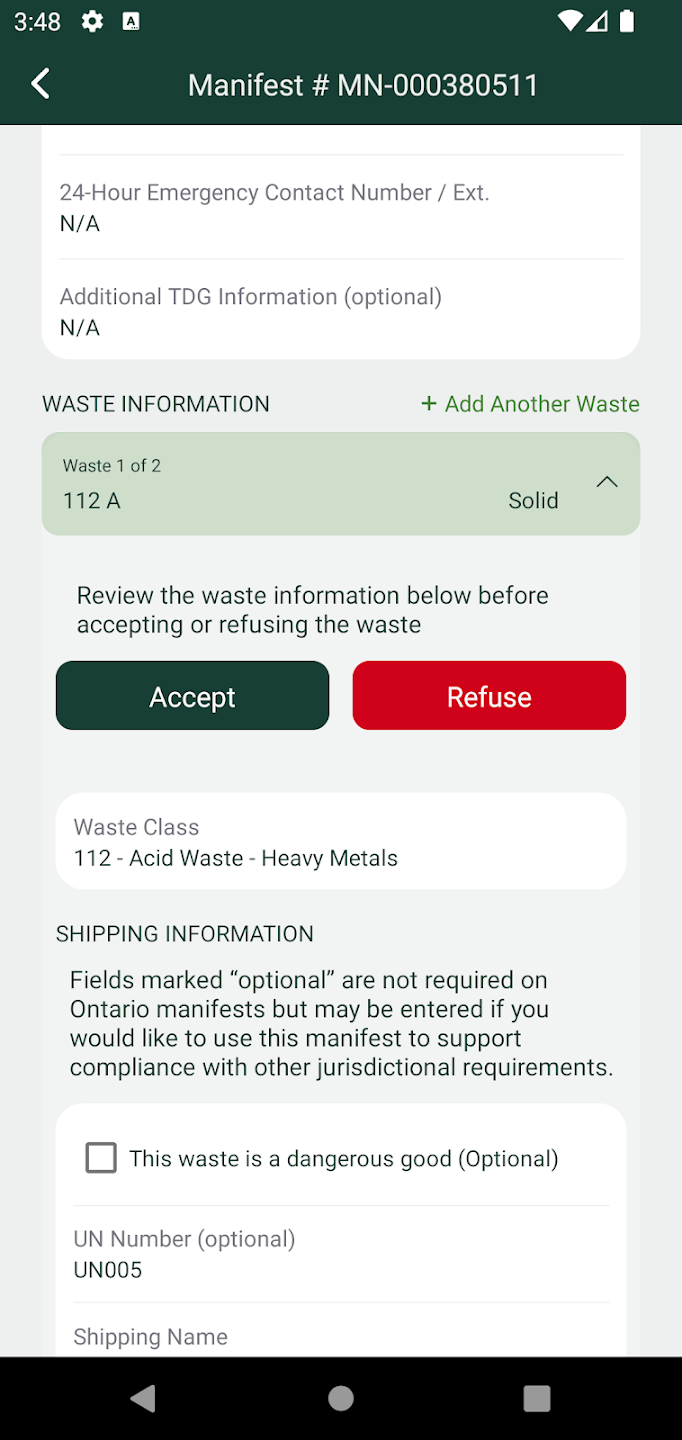 3:48
A
Manifest # MN-000380511
24-Hour Emergency Contact Number / Ext.
N/A
Additional TDG Information (optional)
N/A
WASTE INFORMATION
+ Add Another Waste
Waste 1 of 2
112 A
Solid
Review the waste information below before
accepting or refusing the waste
Accept
Refuse
Waste Class
112 - Acid Waste - Heavy Metals
SHIPPING INFORMATION
Fields marked “optional” are not required on
Ontario manifests but may be entered if you
would like to use this manifest to support
compliance with other jurisdictional requirements.
This waste is a dangerous good (Optional)
UN Number (optional)
UN005
Shipping Name